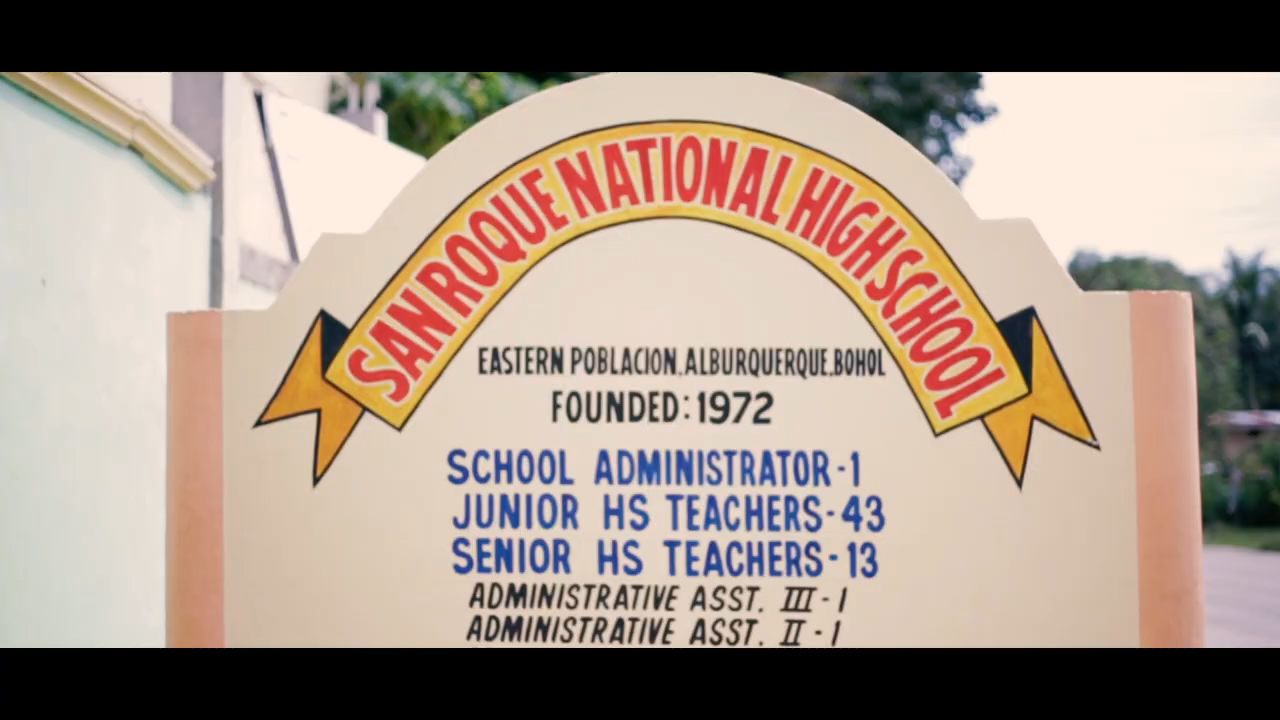 SAN ROQUE NATIONAL HIGH SCHOOL
EASTERN POBLACION, ALBURQUERQUE, BOHOL
FOUNDED: 1972
SCHOOL ADMINISTRATOR - 1
JUNIOR HS TEACHERS - 43
SENIOR HS TEACHERS - 13
ADMINISTRATIVE ASST. III - 1
ADMINISTRATIVE ASST. II - 1